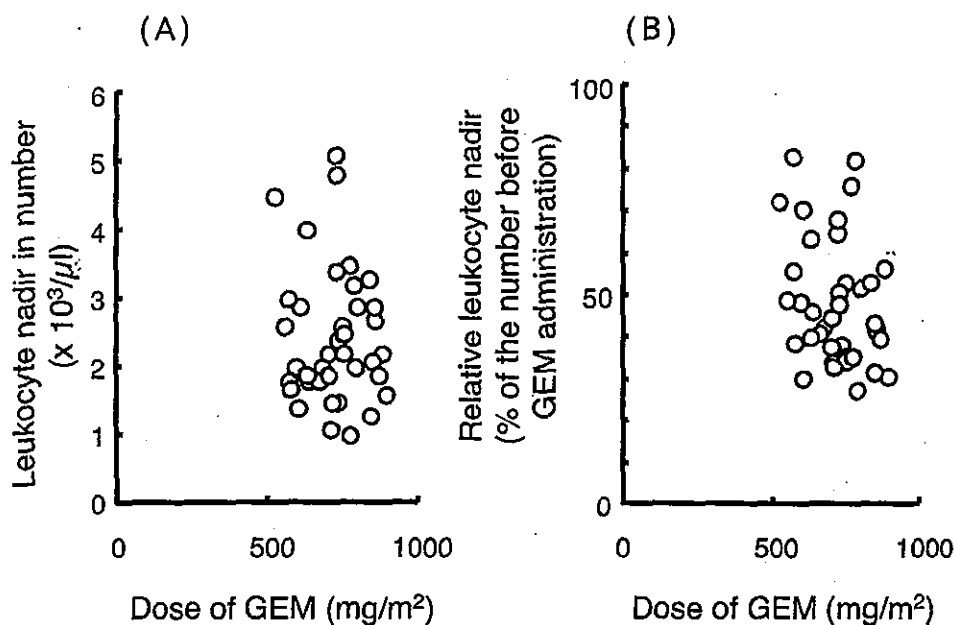 (A)
Leukocyte nadir in number
(x 10³/μl)
6
5
4
3
2
1
0
0
500
1000
Dose of GEM (mg/m²)
(B)
Relative leukocyte nadir
(% of the number before
GEM administration)
100
50
0
0
500
1000
Dose of GEM (mg/m²)